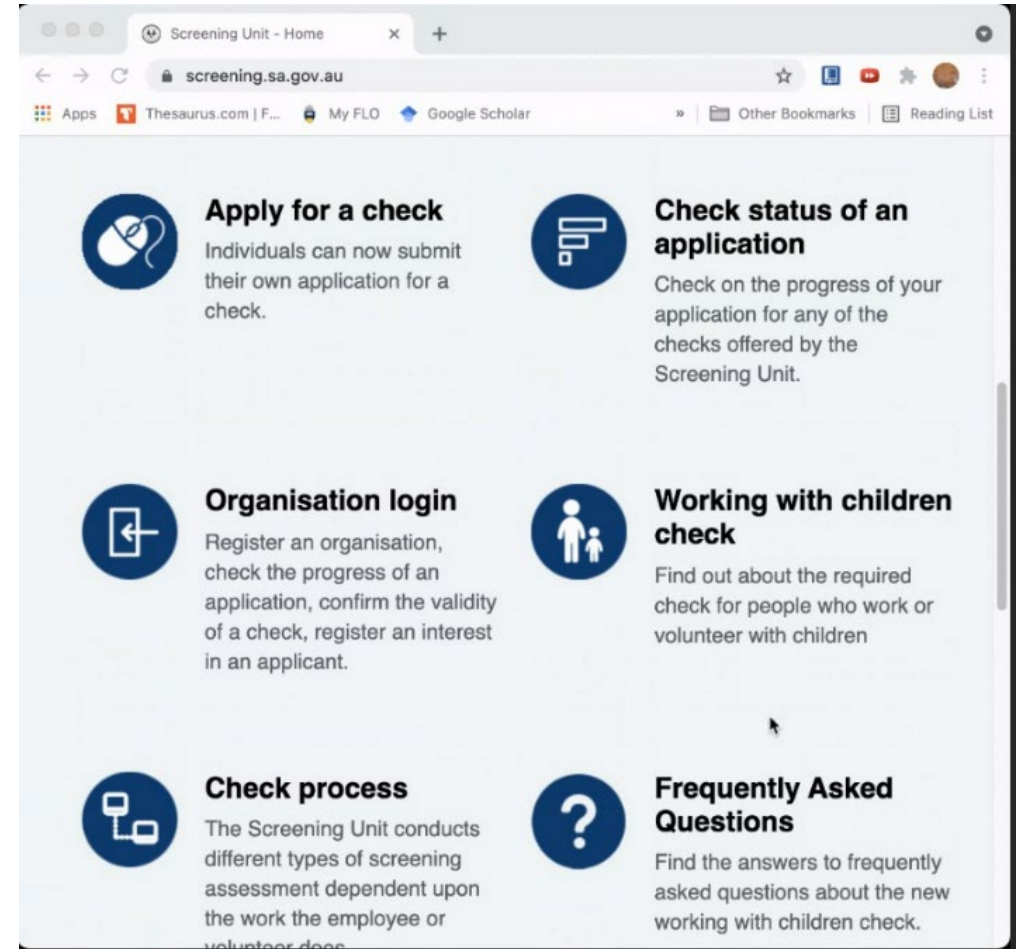 Screening Unit - Home
screening.sa.gov.au
Apps
Thesaurus.com | F...
My FLO
Google Scholar
»
Other Bookmarks
Reading List
Apply for a check
Individuals can now submit
their own application for a
check.
Check status of an
application
Check on the progress of your
application for any of the
checks offered by the
Screening Unit.
Organisation login
Register an organisation,
check the progress of an
application, confirm the validity
of a check, register an interest
in an applicant.
Working with children
check
Find out about the required
check for people who work or
volunteer with children
Check process
The Screening Unit conducts
different types of screening
assessment dependent upon
the work the employee or
volunteer does
Frequently Asked
Questions
Find the answers to frequently
asked questions about the new
working with children check.